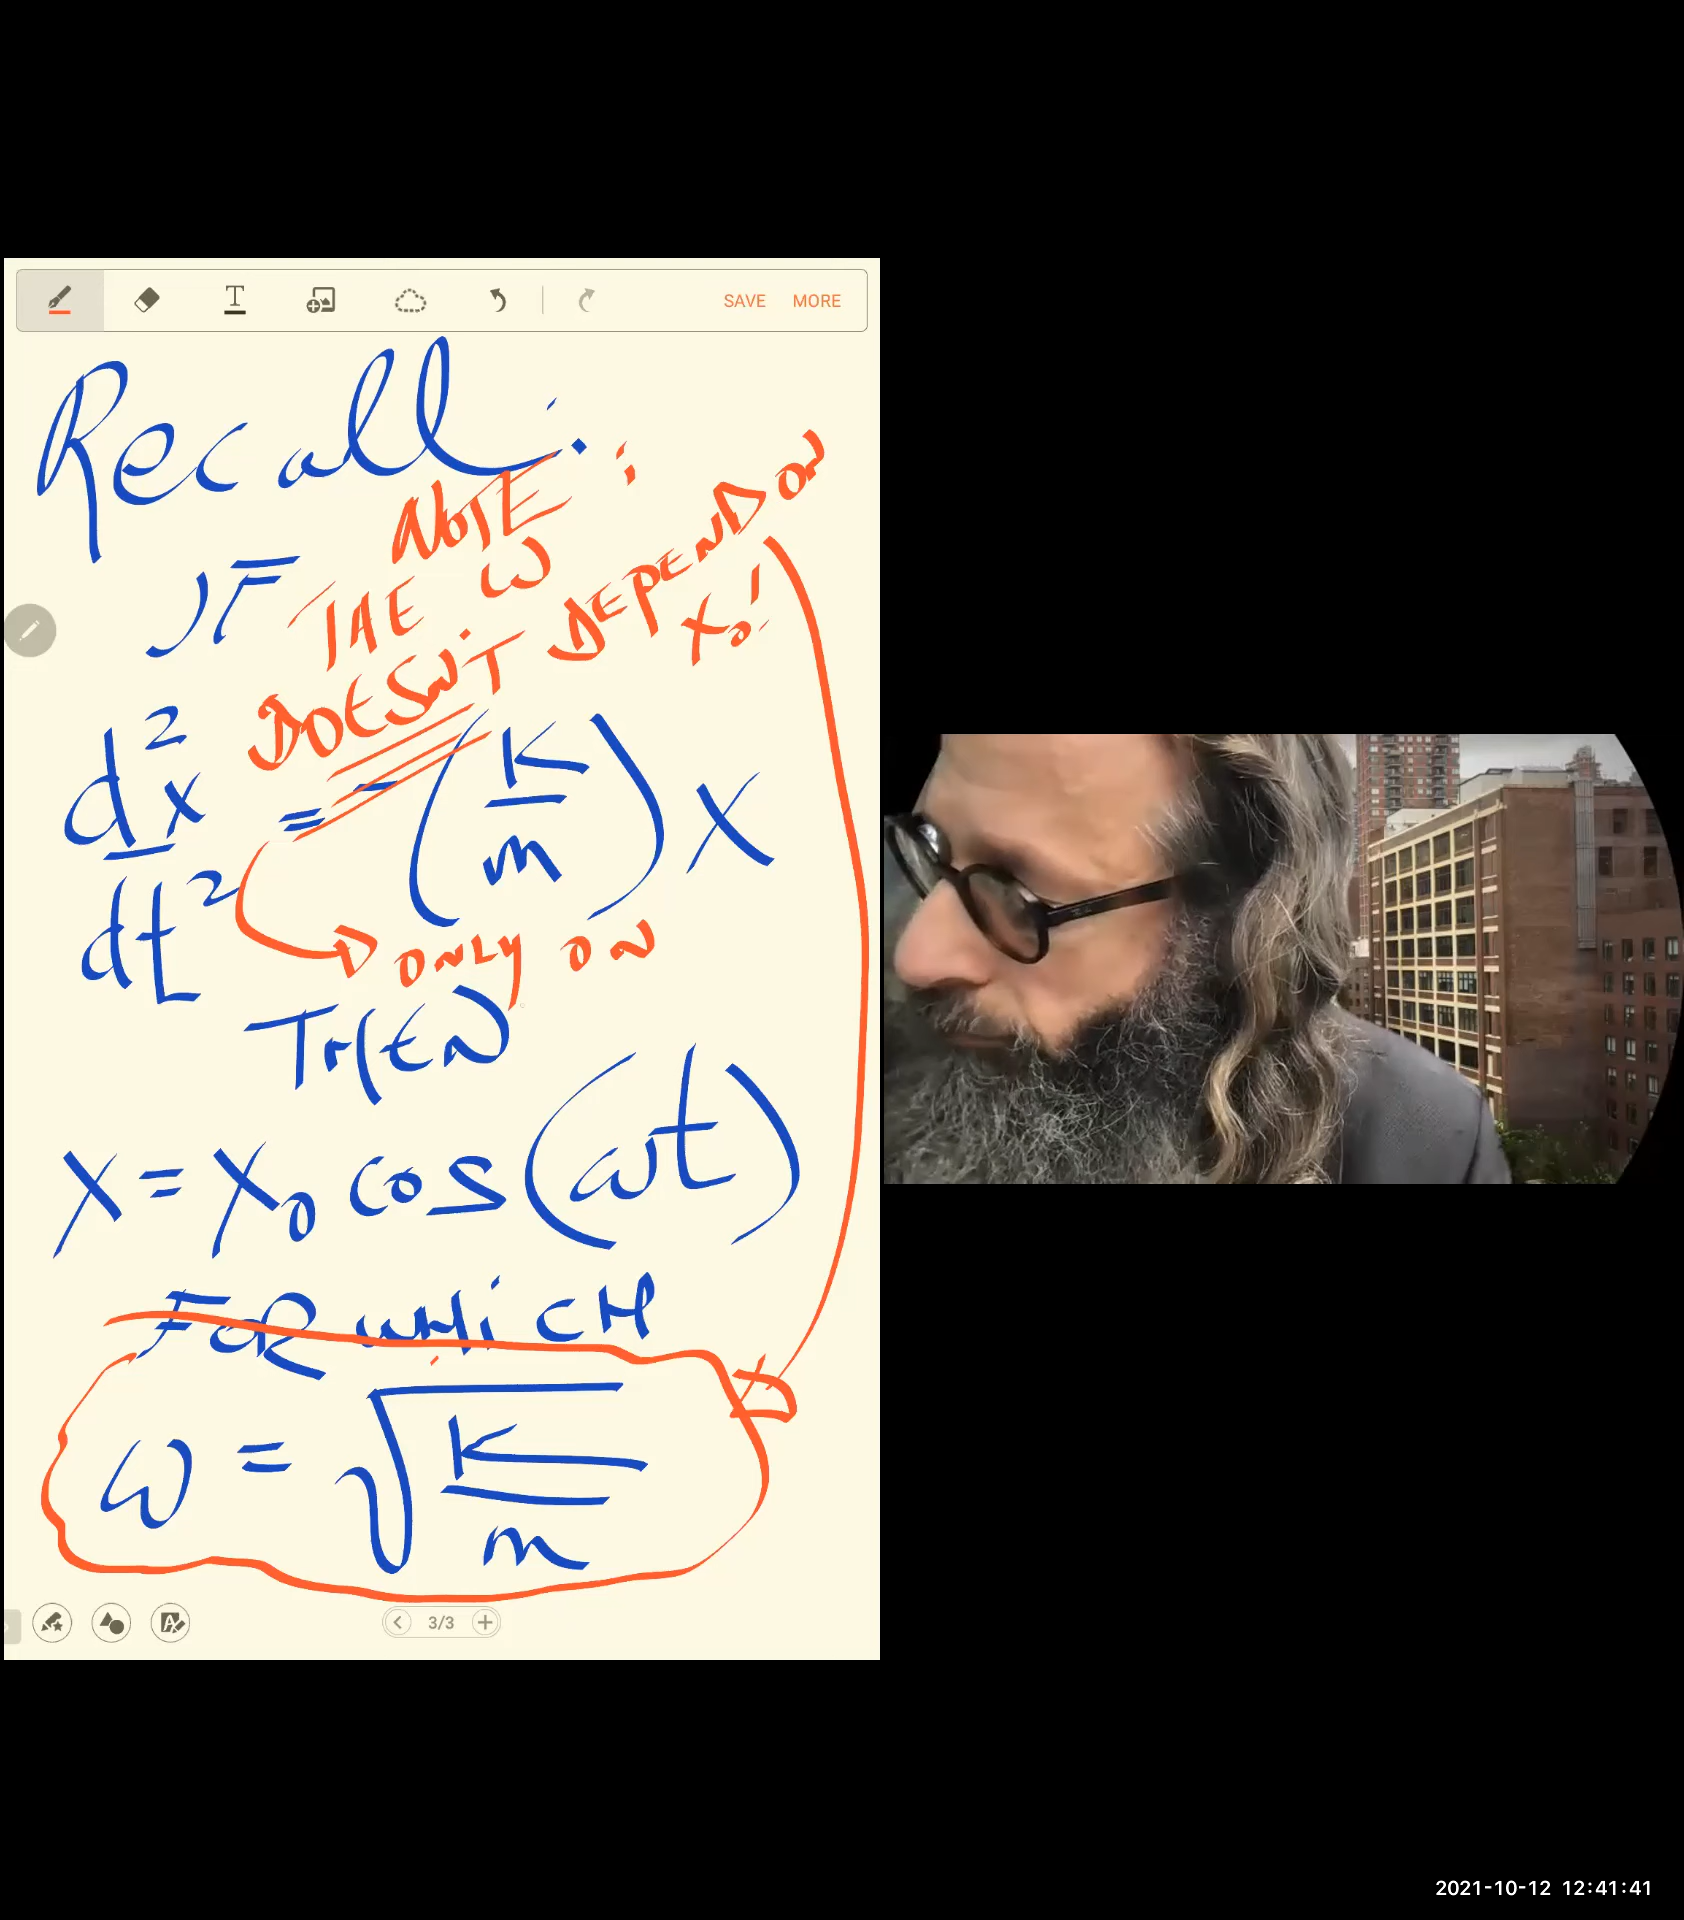 T SAVE MORE
Recall:
NOTE:
IF THE ω
DOESN'T DEPEND ON
x₀!
d²x/dt² = -(k/m) x
ONLY ON
THEN
x = x₀ cos(ωt)
FOR WHICH
ω = √(k/m)
3/3
2021-10-12 12:41:41